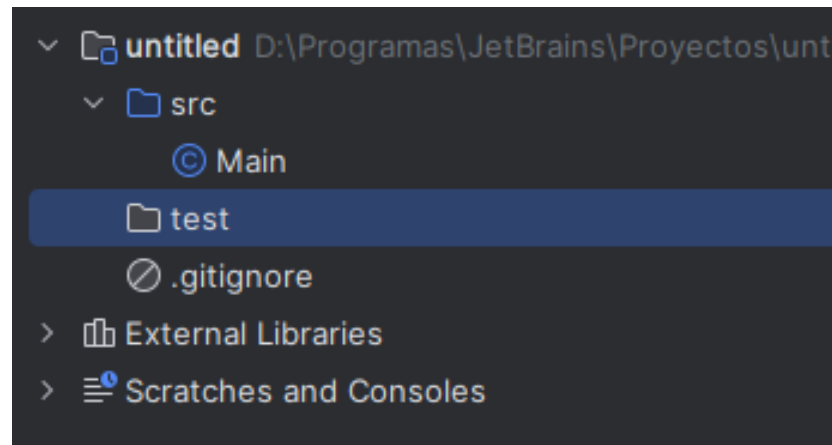 untitled D:\Programas\JetBrains\Proyectos\unt
src
Main
test
.gitignore
External Libraries
Scratches and Consoles